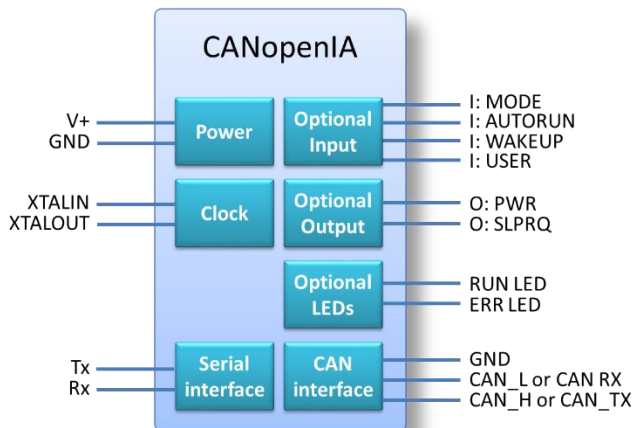 CANopenIA
V+
GND
Power
Optional
Input
I: MODE
I: AUTORUN
I: WAKEUP
I: USER
XTALIN
XTALOUT
Clock
Optional
Output
O: PWR
O: SLPRQ
Optional
LEDs
RUN LED
ERR LED
Tx
Rx
Serial
interface
CAN
interface
GND
CAN_L or CAN RX
CAN_H or CAN_TX